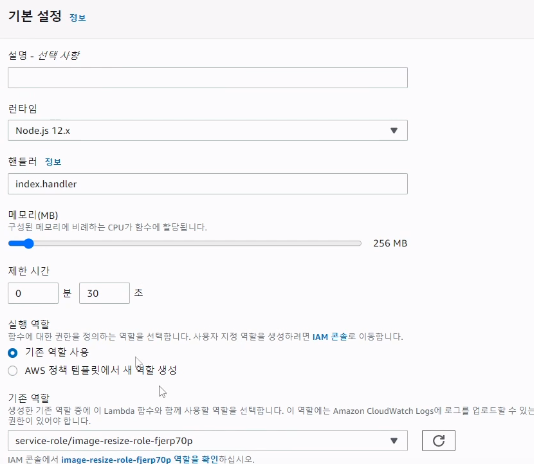 기본 설정 정보
설명 - 선택 사항
런타임
Node.js 12.x
핸들러 정보
index.handler
메모리(MB)
구성된 메모리에 비례하는 CPU가 함수에 할당됩니다.
256 MB
제한 시간
0 분 30 초
실행 역할
함수에 대한 권한을 정의하는 역할을 선택합니다. 사용자 지정 역할을 생성하려면 IAM 콘솔로 이동합니다.
기존 역할 사용
AWS 정책 템플릿에서 새 역할 생성
기존 역할
생성한 기존 역할 중에 이 Lambda 함수와 함께 사용할 역할을 선택합니다. 이 역할에는 Amazon CloudWatch Logs에 로그를 업로드할 수 있는
권한이 있어야 합니다.
service-role/image-resize-role-fjerp70p
IAM 콘솔에서 image-resize-role-fjerp70p 역할을 확인하십시오.